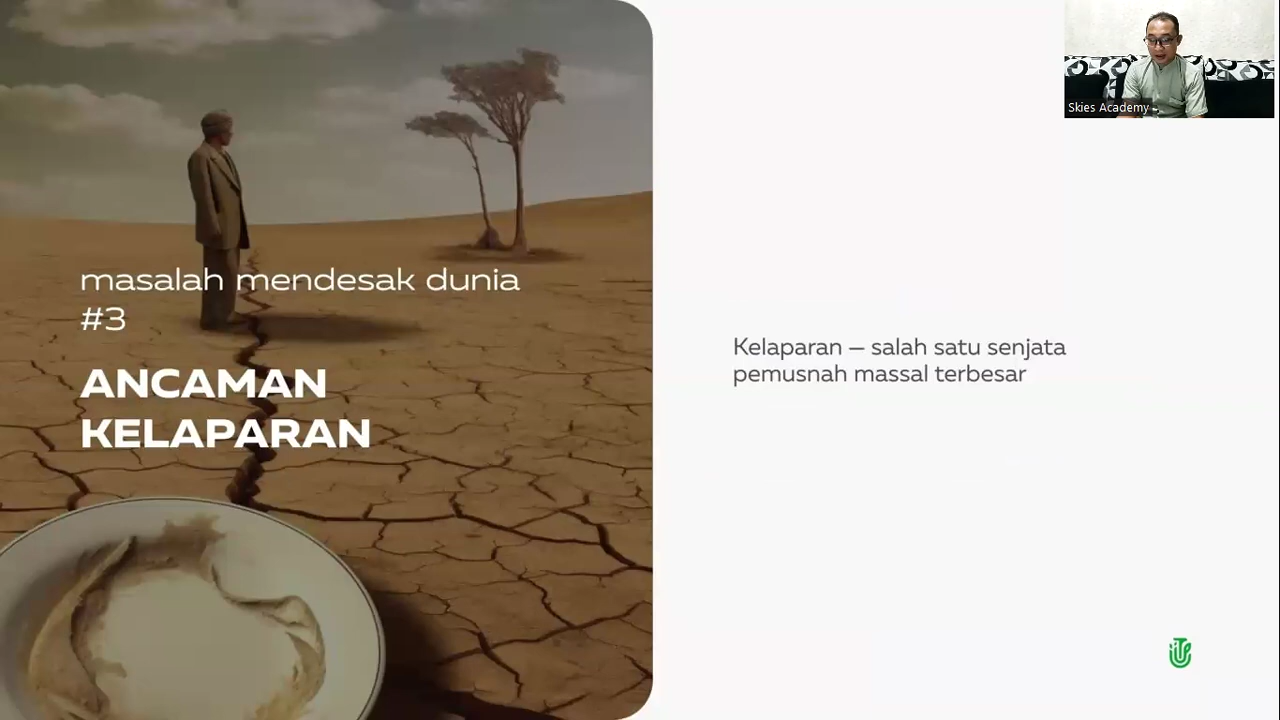 masalah mendesak dunia
#3
ANCAMAN
KELAPARAN
Kelaparan – salah satu senjata
pemusnah massal terbesar
Skies Academy